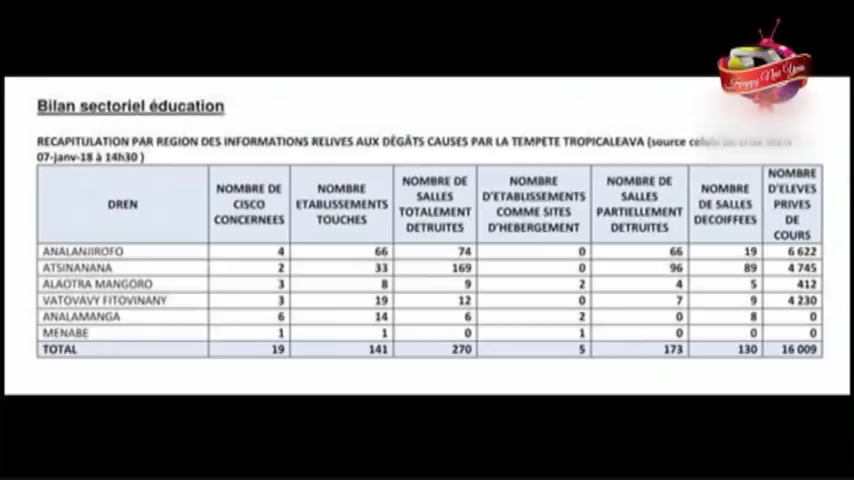 Happy New Year
Bilan sectoriel éducation
RECAPITULATION PAR REGION DES INFORMATIONS RELIVES AUX DÉGÂTS CAUSES PAR LA TEMPETE TROPICALEAVA (source
07-janv-18 à 14h30 )
DREN NOMBRE DE CISCO CONCERNEES NOMBRE ETABLISSEMENTS TOUCHES NOMBRE DE SALLES TOTALEMENT DETRUITES NOMBRE D'ETABLISSEMENTS COMME SITES D'HEBERGEMENT NOMBRE DE SALLES PARTIELLEMENT DETRUITES NOMBRE DE SALLES DECOIFFEES NOMBRE D'ELEVES PRIVES DE COURS
ANALANJIROFO 4 66 74 0 66 19 6 622
ATSINANANA 2 33 169 0 96 89 4 745
ALAOTRA MANGORO 3 8 9 2 4 5 412
VATOVAVY FITOVINANY 3 19 12 0 7 9 4 230
ANALAMANGA 6 14 6 2 0 8 0
MENABE 1 1 0 1 0 0 0
TOTAL 19 141 270 5 173 130 16 009